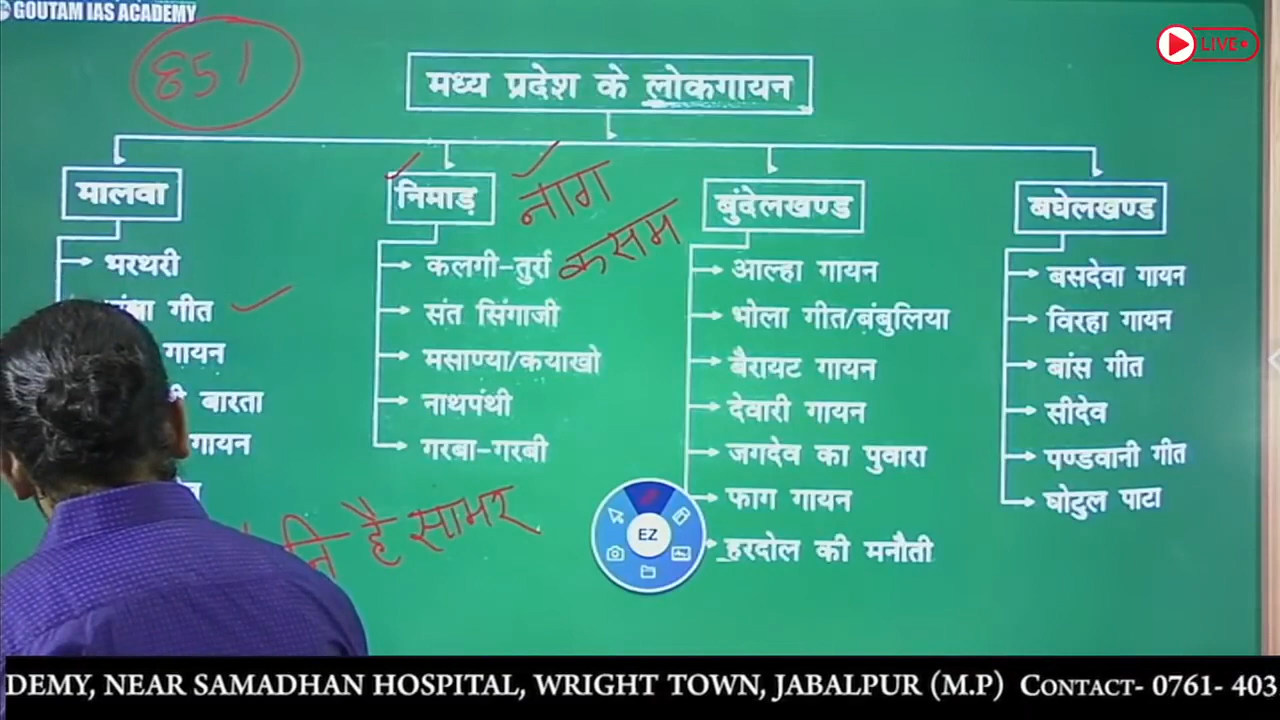 GOUTAM IAS ACADEMY
LIVE
851
मध्य प्रदेश के लोकगायन
मालवा
भरथरी
गीत
गायन
बारता
गायन
निमाड़
नाग
कसम
कलगी-तुर्रा
संत सिंगाजी
मसाण्या/कयाखो
नाथपंथी
गरबा-गरबी
है सामर
बुंदेलखण्ड
आल्हा गायन
भोला गीत/बंबुलिया
बैरायट गायन
देवारी गायन
जगदेव का पुवारा
फाग गायन
हरदोल की मनौती
EZ
बघेलखण्ड
बसदेवा गायन
विरहा गायन
बांस गीत
सीदेव
पण्डवानी गीत
घोटुल पाटा
DEMY, NEAR SAMADHAN HOSPITAL, WRIGHT TOWN, JABALPUR (M.P) CONTACT- 0761- 403